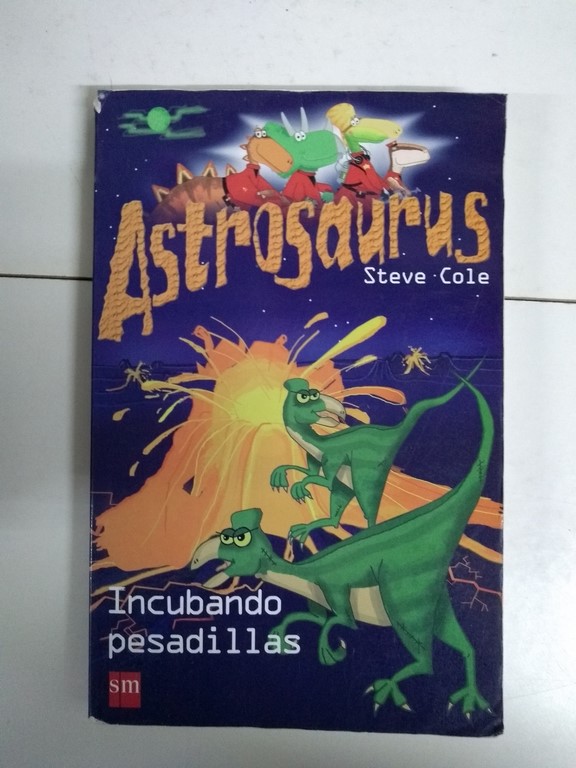 Astrosaurus
Steve Cole
Incubando
pesadillas
sm